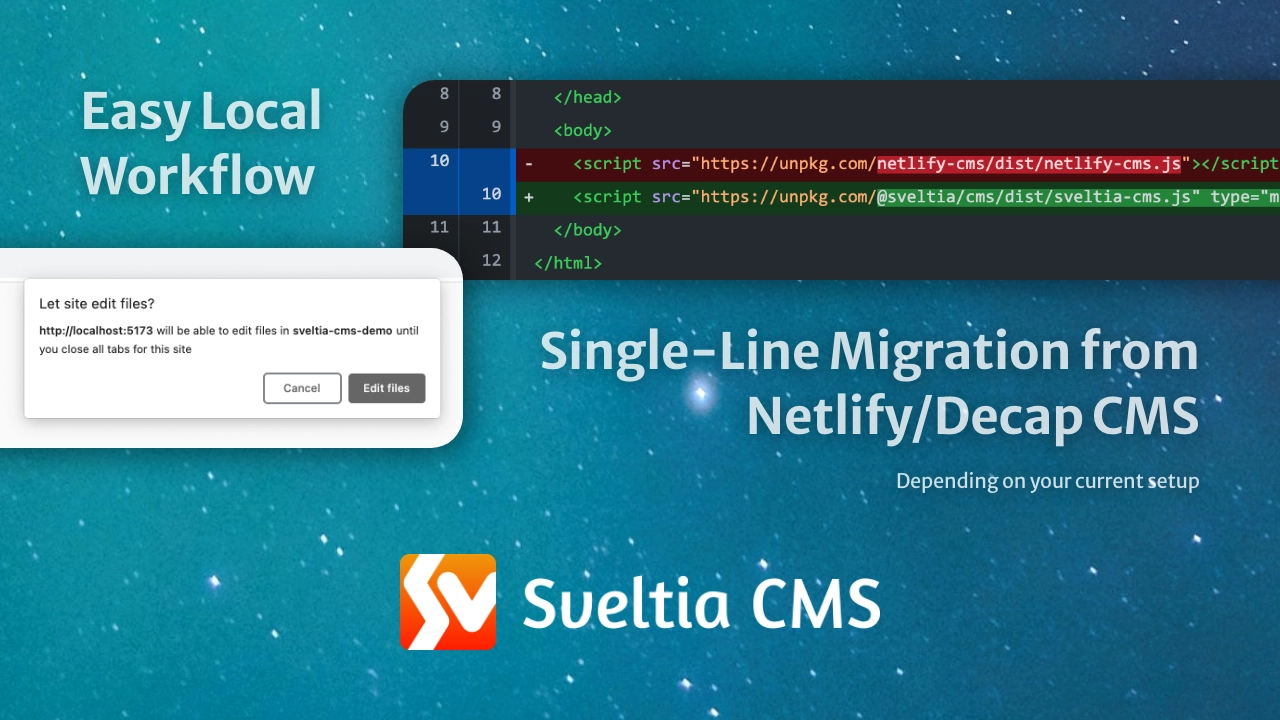 Easy Local
Workflow
8 8 </head>
9 9 <body>
10 - <script src="https://unpkg.com/netlify-cms/dist/netlify-cms.js"></script
10 + <script src="https://unpkg.com/@sveltia/cms/dist/sveltia-cms.js" type="m
11 11 </body>
12 </html>
Let site edit files?
http://localhost:5173 will be able to edit files in sveltia-cms-demo until
you close all tabs for this site
Cancel Edit files
Single-Line Migration from
Netlify/Decap CMS
Depending on your current setup
Sveltia CMS